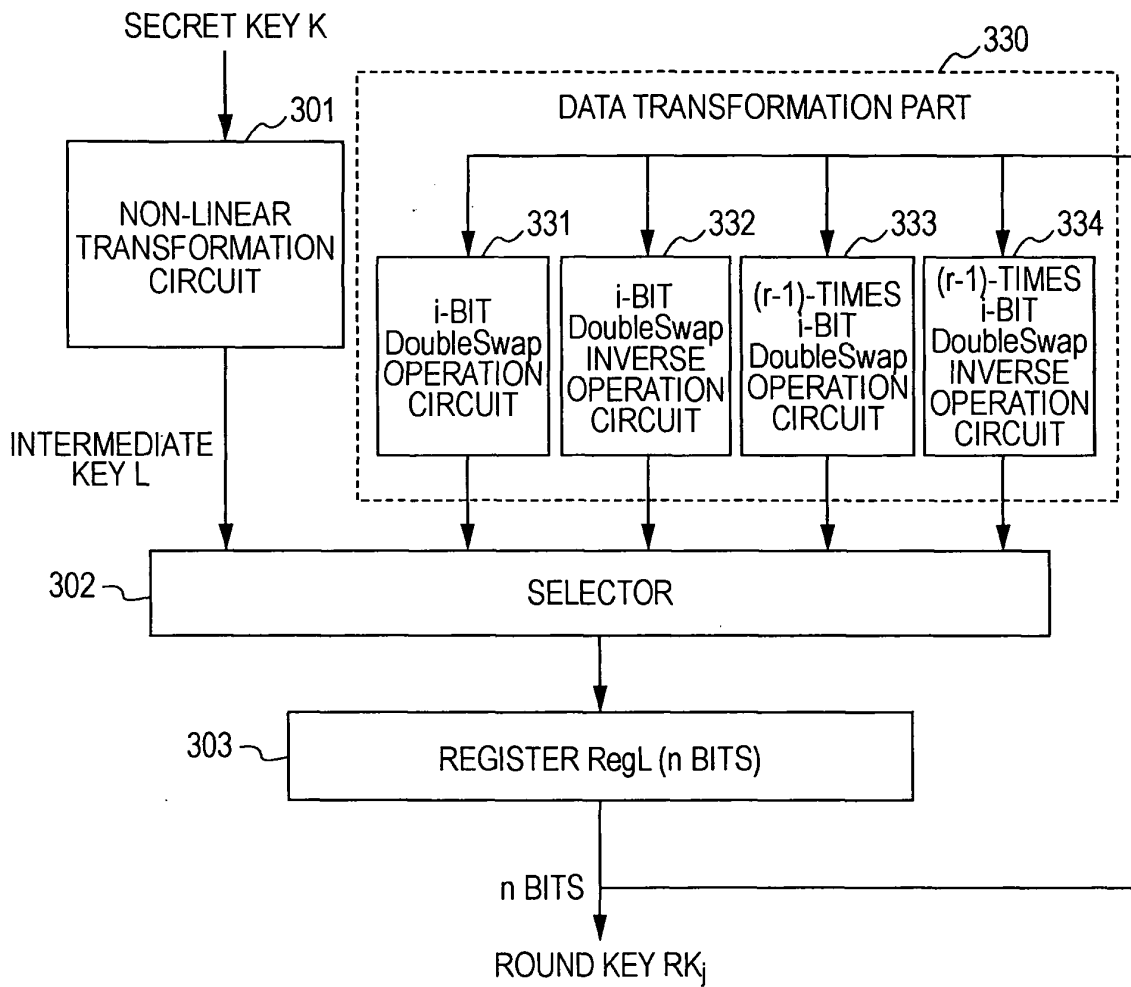 SECRET KEY K
330
DATA TRANSFORMATION PART
301
NON-LINEAR
TRANSFORMATION
CIRCUIT
331
i-BIT
DoubleSwap
OPERATION
CIRCUIT
332
i-BIT
DoubleSwap
INVERSE
OPERATION
CIRCUIT
333
(r-1)-TIMES
i-BIT
DoubleSwap
OPERATION
CIRCUIT
334
(r-1)-TIMES
i-BIT
DoubleSwap
INVERSE
OPERATION
CIRCUIT
INTERMEDIATE
KEY L
302
SELECTOR
303
REGISTER RegL (n BITS)
n BITS
ROUND KEY RKj